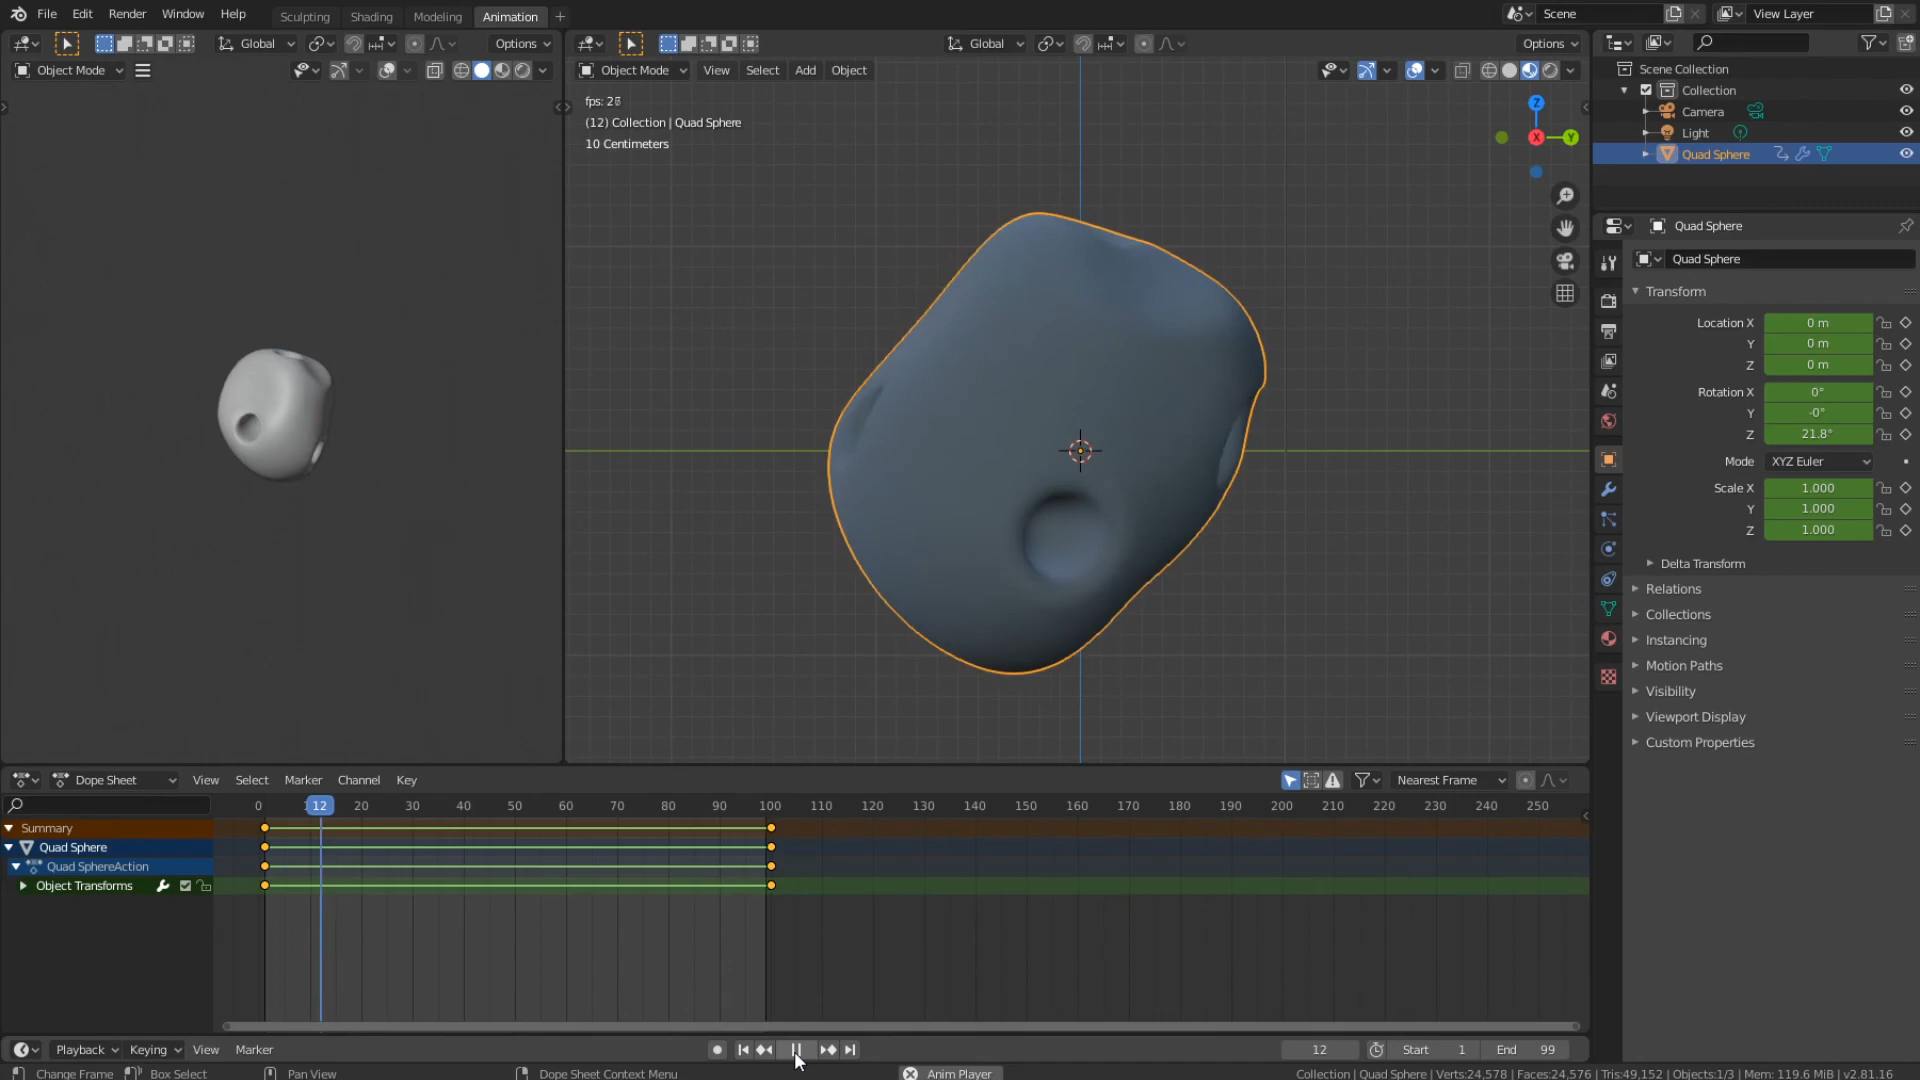 File Edit Render Window Help Sculpting Shading Modeling Animation + Scene View Layer
Global Options Global Options
Object Mode Object Mode View Select Add Object
Scene Collection
Collection
Camera
Light
Quad Sphere
(12) Collection | Quad Sphere
10 Centimeters
Z
X
Y
Quad Sphere
Quad Sphere
Transform
Location X 0 m
Y 0 m
Z 0 m
Rotation X 0°
Y -0°
Z 21.8°
Mode XYZ Euler
Scale X 1.000
Y 1.000
Z 1.000
Delta Transform
Relations
Collections
Instancing
Motion Paths
Visibility
Viewport Display
Custom Properties
Dope Sheet View Select Marker Channel Key Nearest Frame
0 12 20 30 40 50 60 70 80 90 100 110 120 130 140 150 160 170 180 190 200 210 220 230 240 250
Summary
Quad Sphere
Quad SphereAction
Object Transforms
Playback Keying View Marker 12 Start 1 End 99
Change Frame Box Select Pan View Dope Sheet Context Menu Anim Player Collection | Quad Sphere | Verts:24,578 | Faces:24,576 | Tris:49,152 | Objects:1/3 | Mem: 119.6 MiB | v2.81.16